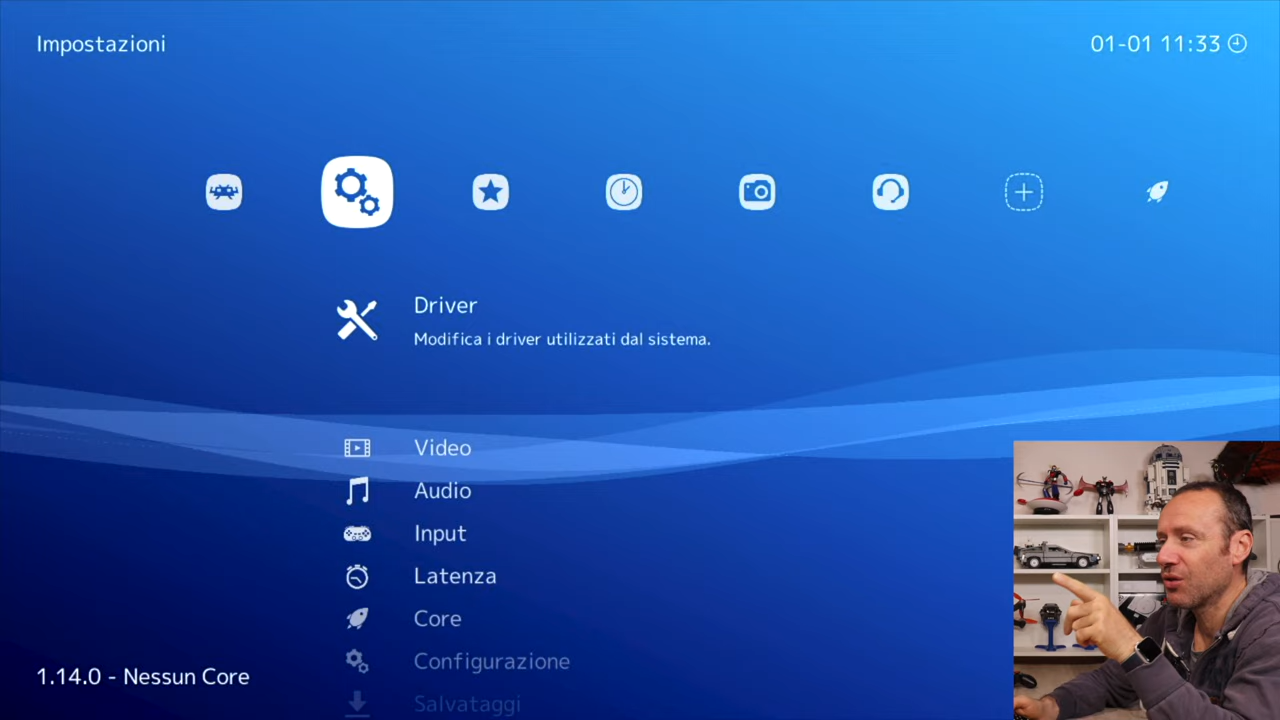 Impostazioni
01-01 11:33
Driver
Modifica i driver utilizzati dal sistema.
Video
Audio
Input
Latenza
Core
Configurazione
Salvataggi
1.14.0 - Nessun Core